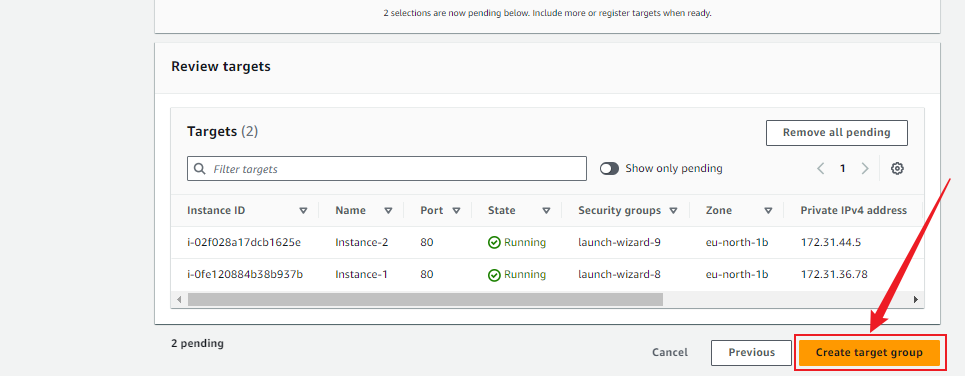 2 selections are now pending below. Include more or register targets when ready.
Review targets
Targets (2)
Remove all pending
Filter targets
Show only pending
1
Instance ID Name Port State Security groups Zone Private IPv4 address
i-02f028a17dcb1625e Instance-2 80 Running launch-wizard-9 eu-north-1b 172.31.44.5
i-0fe120884b38b937b Instance-1 80 Running launch-wizard-8 eu-north-1b 172.31.36.78
2 pending
Cancel Previous Create target group